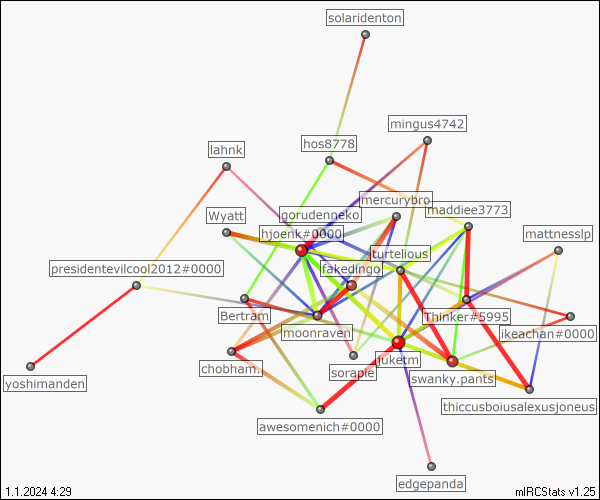 solaridenton
mingus4742
hos8778
lahnk
mercurybro
maddiee3773
Wyatt
gorudenneko
hjoenk#0000
mattnesslp
turtelious
presidentevilcool2012#0000
fakedingo
Bertram
Thinker#5995
moonraven
ikeachan#0000
juketm
chobham
sorapie
swanky.pants
yoshimanden
thiccusboiusalexusjoneus
awesomenich#0000
edgepanda
1.1.2024 4:29
mIRCStats v1.25